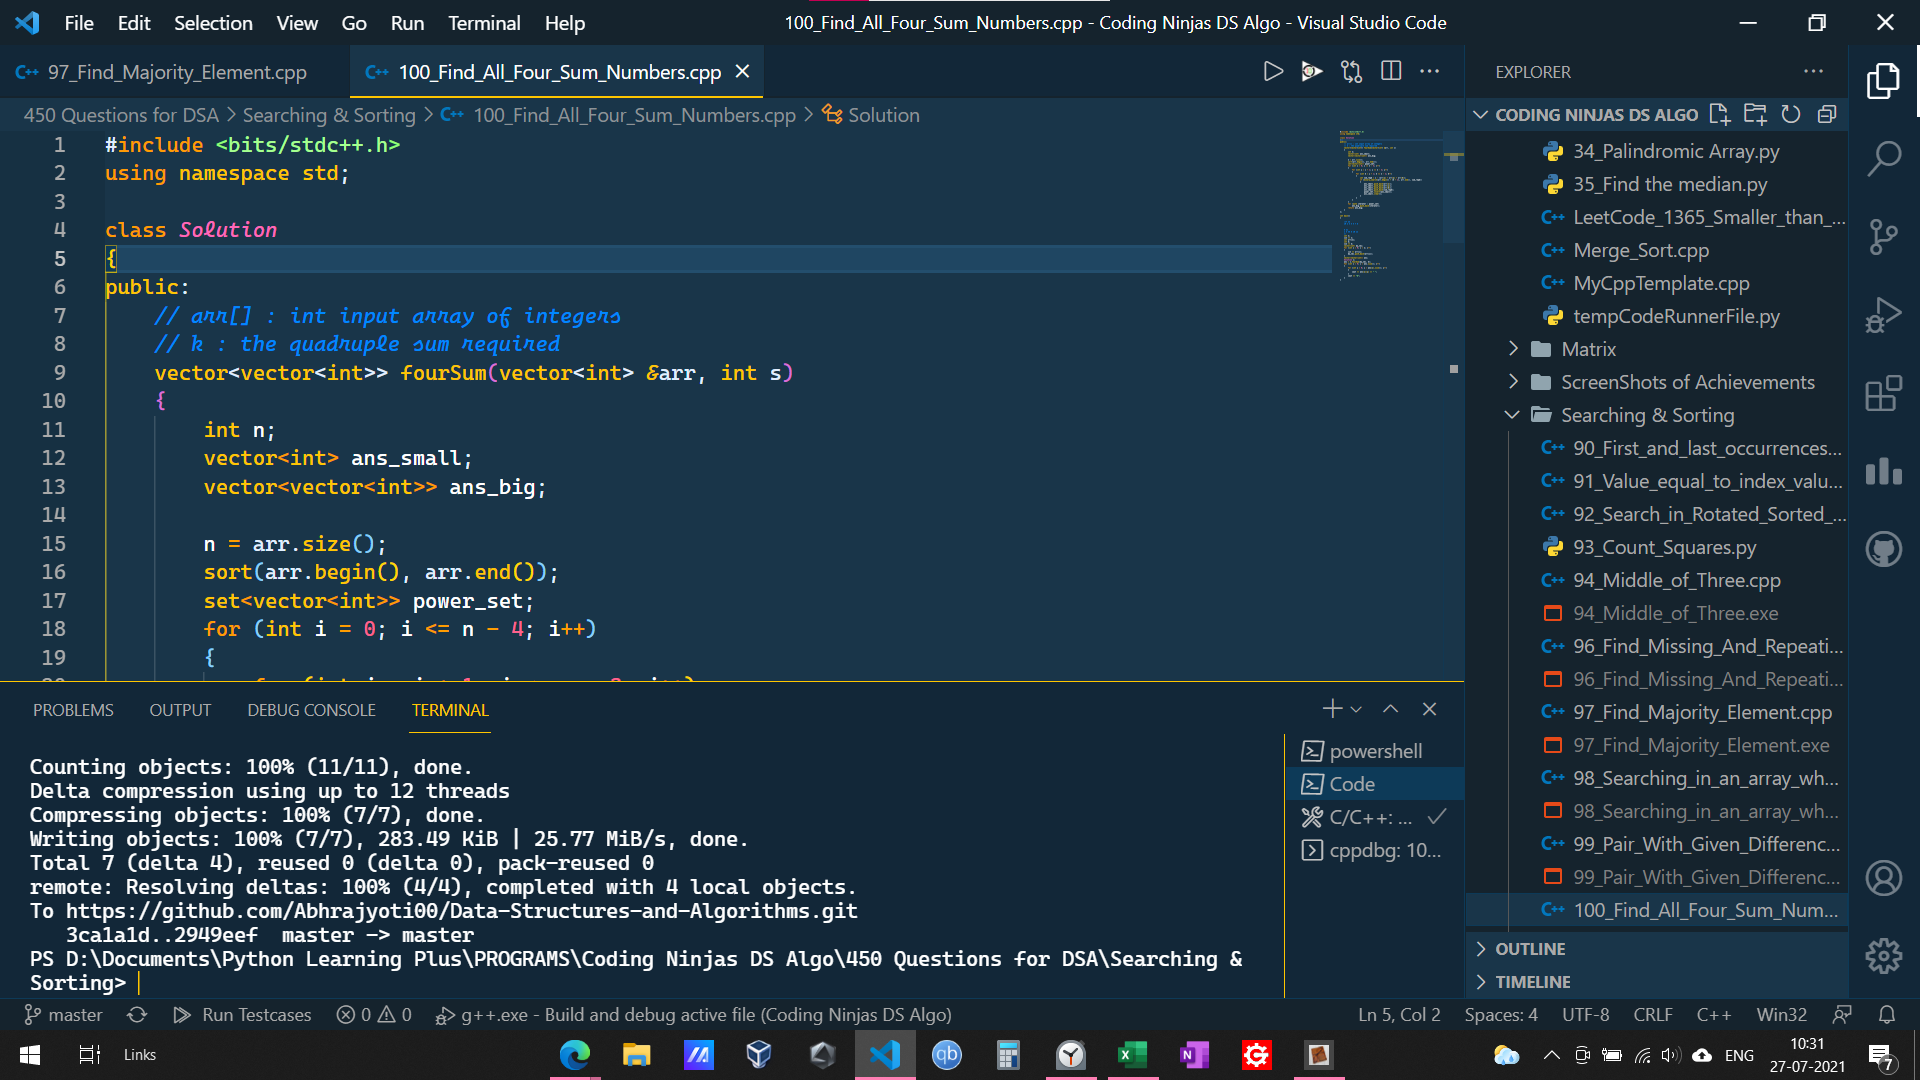 File Edit Selection View Go Run Terminal Help
100_Find_All_Four_Sum_Numbers.cpp - Coding Ninjas DS Algo - Visual Studio Code
C++ 97_Find_Majority_Element.cpp
C++ 100_Find_All_Four_Sum_Numbers.cpp
450 Questions for DSA > Searching & Sorting > C++ 100_Find_All_Four_Sum_Numbers.cpp > Solution
1 #include <bits/stdc++.h>
2 using namespace std;
3
4 class Solution
5 {
6 public:
7 // arr[] : int input array of integers
8 // k : the quadruple sum required
9 vector<vector<int>> fourSum(vector<int> &arr, int s)
10 {
11 int n;
12 vector<int> ans_small;
13 vector<vector<int>> ans_big;
14
15 n = arr.size();
16 sort(arr.begin(), arr.end());
17 set<vector<int>> power_set;
18 for (int i = 0; i <= n - 4; i++)
19 {
PROBLEMS OUTPUT DEBUG CONSOLE TERMINAL
Counting objects: 100% (11/11), done.
Delta compression using up to 12 threads
Compressing objects: 100% (7/7), done.
Writing objects: 100% (7/7), 283.49 KiB | 25.77 MiB/s, done.
Total 7 (delta 4), reused 0 (delta 0), pack-reused 0
remote: Resolving deltas: 100% (4/4), completed with 4 local objects.
To https://github.com/Abhrajyoti00/Data-Structures-and-Algorithms.git
3ca1a1d..2949eef master -> master
PS D:\Documents\Python Learning Plus\PROGRAMS\Coding Ninjas DS Algo\450 Questions for DSA\Searching &
Sorting>
powershell
Code
C/C++: ...
cppdbg: 10...
EXPLORER
CODING NINJAS DS ALGO
34_Palindromic Array.py
35_Find the median.py
C++ LeetCode_1365_Smaller_than_...
C++ Merge_Sort.cpp
C++ MyCppTemplate.cpp
tempCodeRunnerFile.py
Matrix
ScreenShots of Achievements
Searching & Sorting
C++ 90_First_and_last_occurrences...
C++ 91_Value_equal_to_index_valu...
C++ 92_Search_in_Rotated_Sorted_...
93_Count_Squares.py
C++ 94_Middle_of_Three.cpp
94_Middle_of_Three.exe
C++ 96_Find_Missing_And_Repeati...
96_Find_Missing_And_Repeati...
C++ 97_Find_Majority_Element.cpp
97_Find_Majority_Element.exe
C++ 98_Searching_in_an_array_wh...
98_Searching_in_an_array_wh...
C++ 99_Pair_With_Given_Differenc...
99_Pair_With_Given_Differenc...
C++ 100_Find_All_Four_Sum_Num...
OUTLINE
TIMELINE
master Run Testcases 0 0 g++.exe - Build and debug active file (Coding Ninjas DS Algo)
Ln 5, Col 2 Spaces: 4 UTF-8 CRLF C++ Win32
Links
qb
ENG
10:31
27-07-2021
7